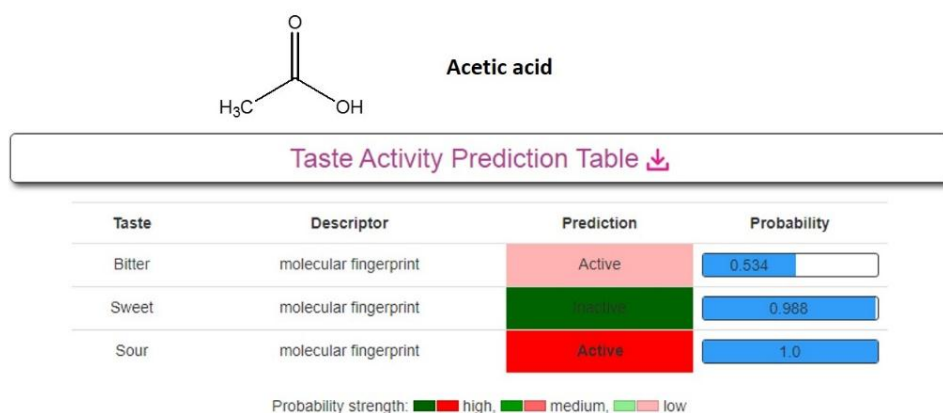 O
H₃C
OH
Acetic acid
Taste Activity Prediction Table
Taste Descriptor Prediction Probability
Bitter molecular fingerprint Active 0.534
Sweet molecular fingerprint Inactive 0.988
Sour molecular fingerprint Active 1.0
Probability strength: high, medium, low